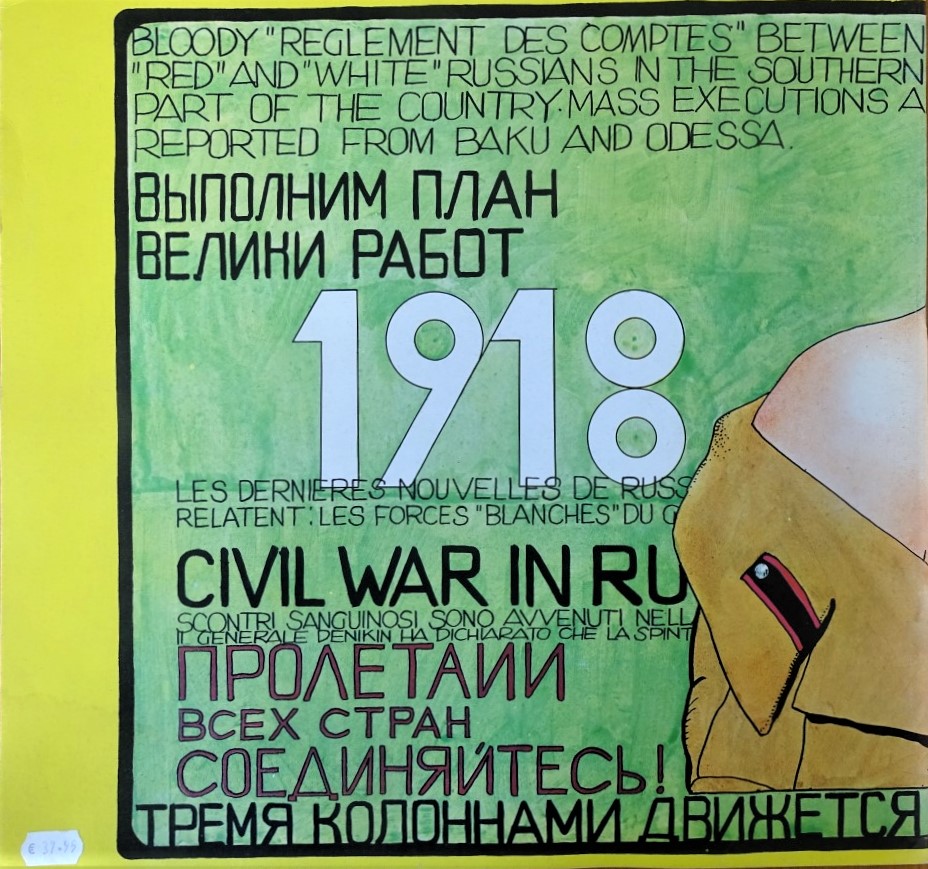 BLOODY "REGLEMENT DES COMPTES" BETWEEN
"RED" AND "WHITE" RUSSIANS IN THE SOUTHERN
PART OF THE COUNTRY·MASS EXECUTIONS A
REPORTED FROM BAKU AND ODESSA.
ВЫПОЛНИМ ПЛАН
ВЕЛИКИ РАБОТ
1918
LES DERNIERES NOUVELLES DE RUSS
RELATENT: LES FORCES "BLANCHES" DU G
CIVIL WAR IN RU
SCONTRI SANGUINOSI SONO AVVENUTI NELLA
IL GENERALE DENIKIN HA DICHIARATO CHE LA SPINT
ПРОЛЕТАИИ
ВСЕХ СТРАН
СОЕДИНЯЙТЕСЬ!
ТРЕМЯ КОЛОННАМИ ДВИЖЕТСЯ